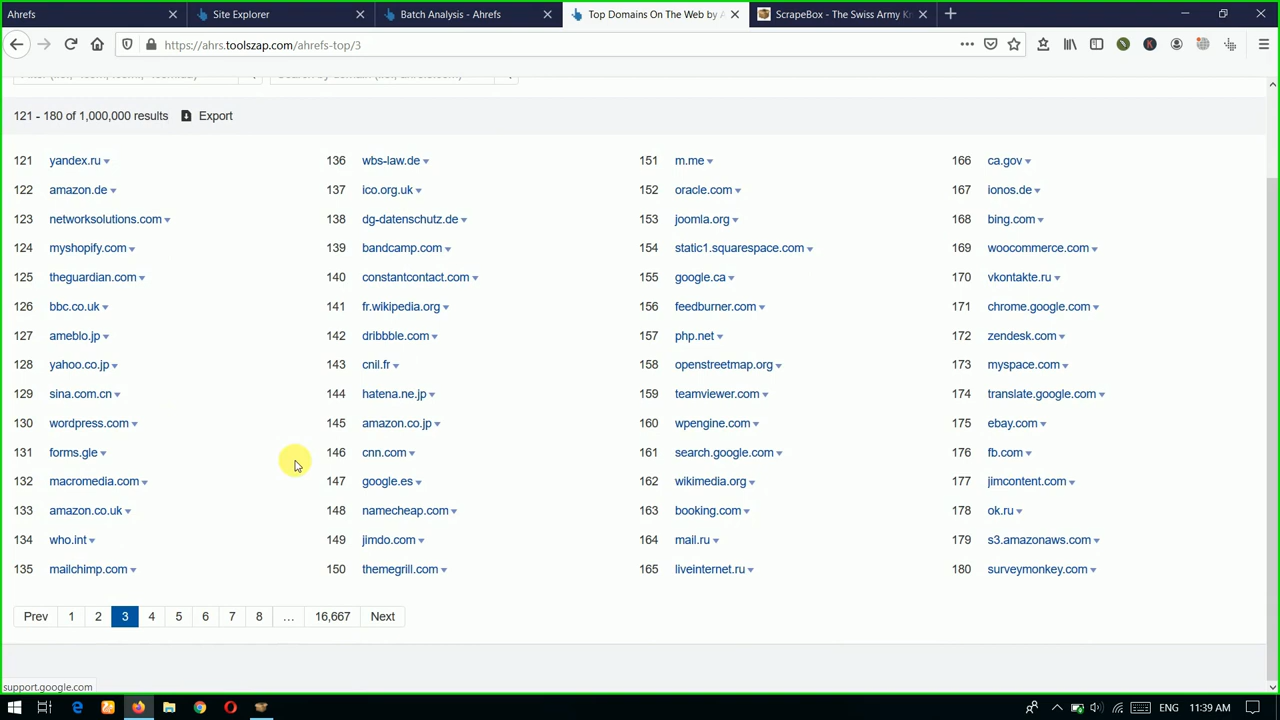 Ahrefs
Site Explorer
Batch Analysis - Ahrefs
Top Domains On The Web by A
ScrapeBox - The Swiss Army Kn
https://ahrs.toolszap.com/ahrefs-top/3
121 - 180 of 1,000,000 results
Export
121 yandex.ru
122 amazon.de
123 networksolutions.com
124 myshopify.com
125 theguardian.com
126 bbc.co.uk
127 ameblo.jp
128 yahoo.co.jp
129 sina.com.cn
130 wordpress.com
131 forms.gle
132 macromedia.com
133 amazon.co.uk
134 who.int
135 mailchimp.com
136 wbs-law.de
137 ico.org.uk
138 dg-datenschutz.de
139 bandcamp.com
140 constantcontact.com
141 fr.wikipedia.org
142 dribbble.com
143 cnil.fr
144 hatena.ne.jp
145 amazon.co.jp
146 cnn.com
147 google.es
148 namecheap.com
149 jimdo.com
150 themegrill.com
151 m.me
152 oracle.com
153 joomla.org
154 static1.squarespace.com
155 google.ca
156 feedburner.com
157 php.net
158 openstreetmap.org
159 teamviewer.com
160 wpengine.com
161 search.google.com
162 wikimedia.org
163 booking.com
164 mail.ru
165 liveinternet.ru
166 ca.gov
167 ionos.de
168 bing.com
169 woocommerce.com
170 vkontakte.ru
171 chrome.google.com
172 zendesk.com
173 myspace.com
174 translate.google.com
175 ebay.com
176 fb.com
177 jimcontent.com
178 ok.ru
179 s3.amazonaws.com
180 surveymonkey.com
Prev 1 2 3 4 5 6 7 8 … 16,667 Next
support.google.com
ENG 11:39 AM